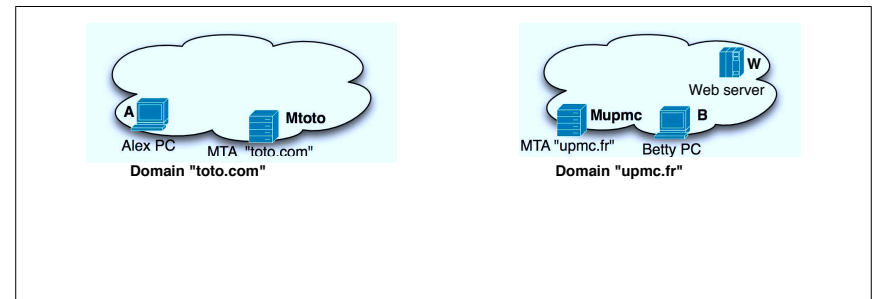 A
Mtoto
Alex PC
MTA "toto.com"
Domain "toto.com"
W
Web server
Mupmc
B
MTA "upmc.fr"
Betty PC
Domain "upmc.fr"